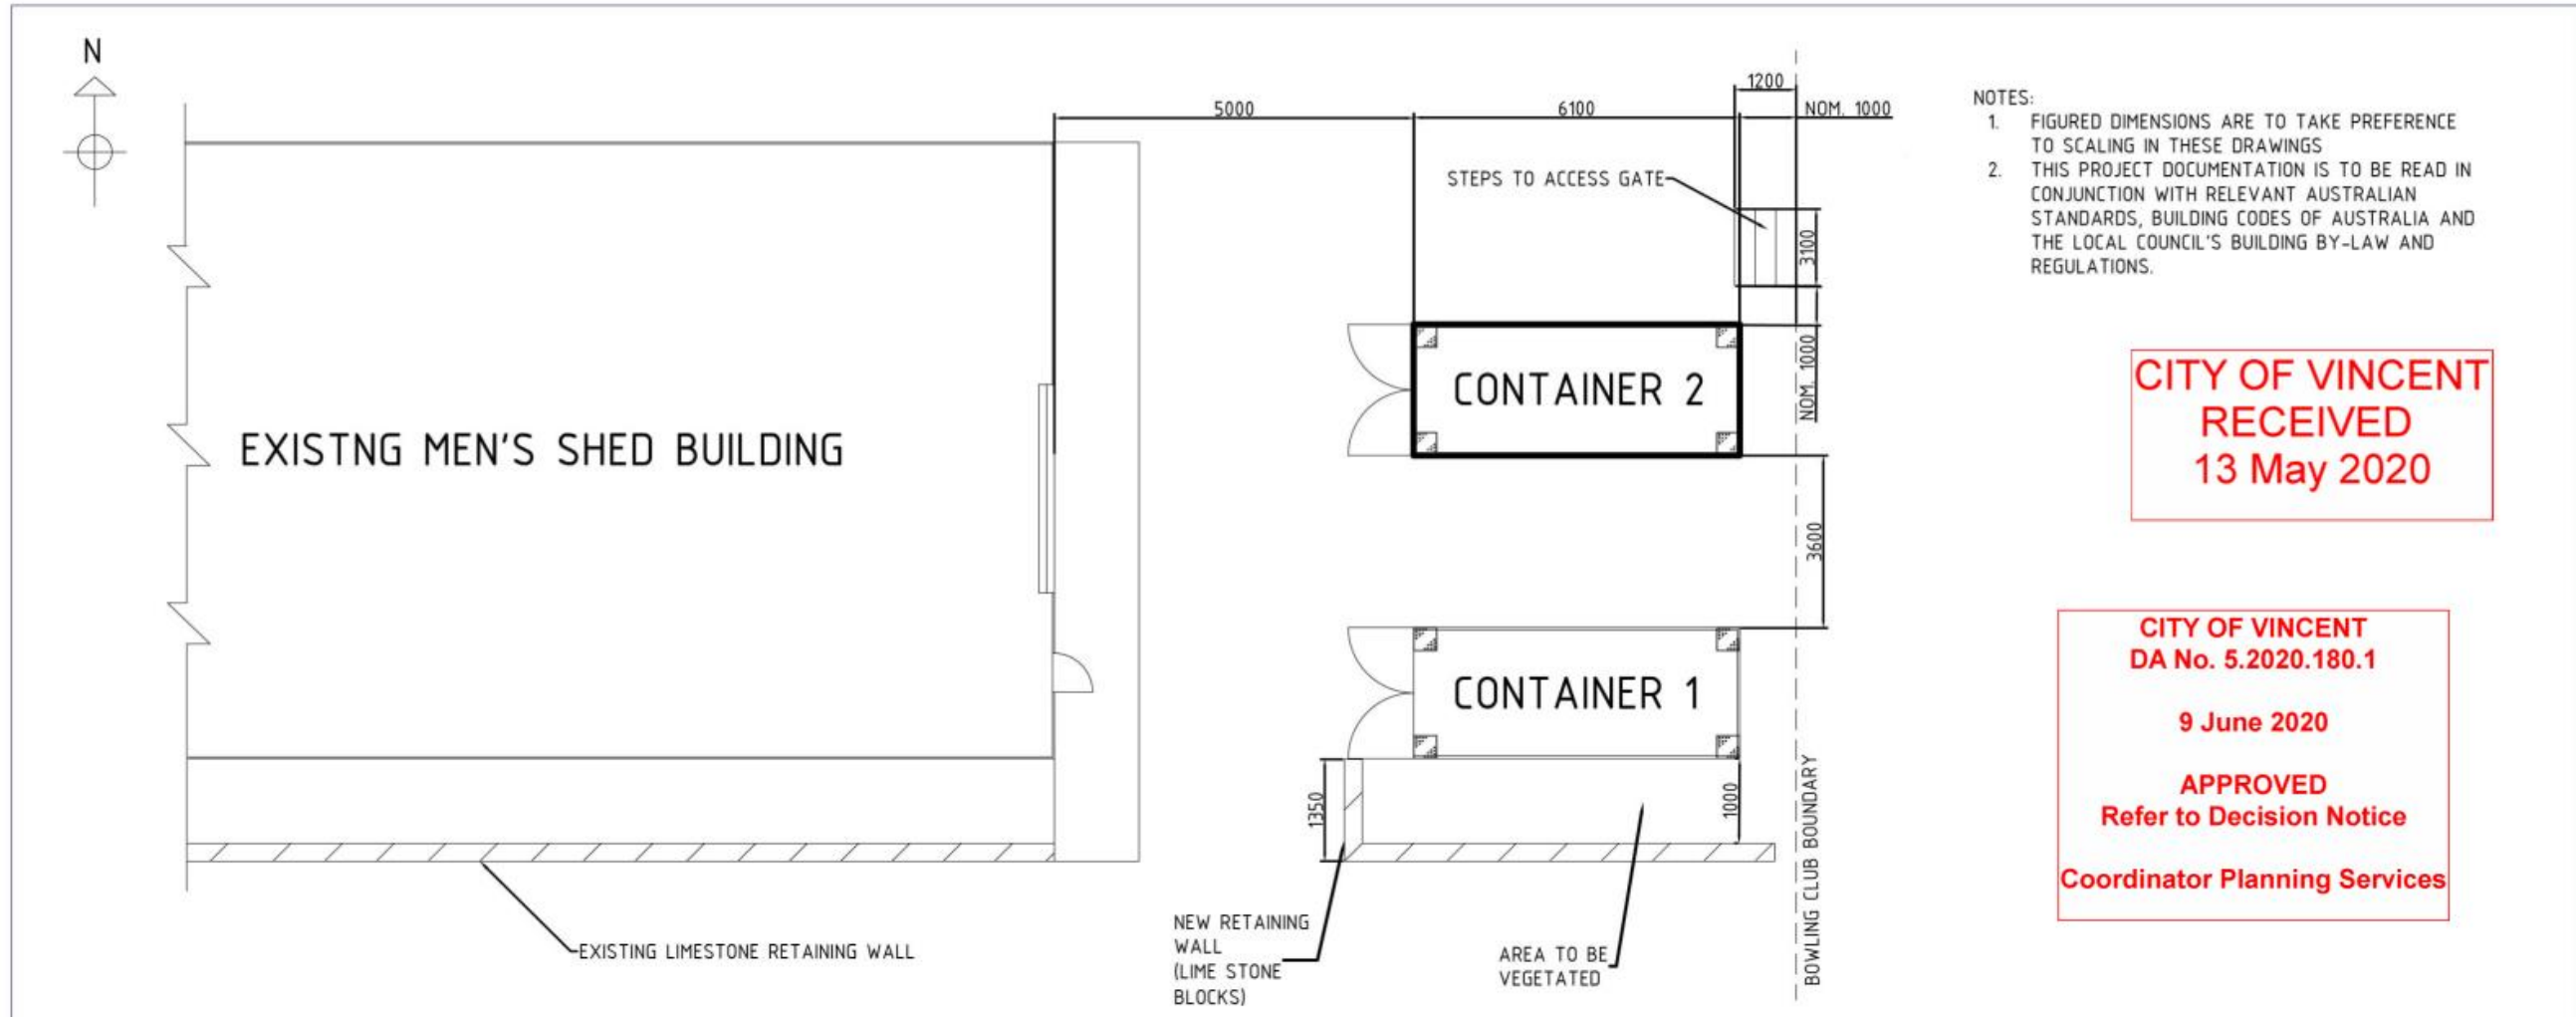 N
5000
6100
1200
NOM. 1000
STEPS TO ACCESS GATE
3100
NOM. 1000
CONTAINER 2
EXISTNG MEN'S SHED BUILDING
3600
CONTAINER 1
1350
1000
BOWLING CLUB BOUNDARY
NEW RETAINING
WALL
(LIME STONE
BLOCKS)
AREA TO BE
VEGETATED
EXISTING LIMESTONE RETAINING WALL
NOTES:
1. FIGURED DIMENSIONS ARE TO TAKE PREFERENCE
TO SCALING IN THESE DRAWINGS
2. THIS PROJECT DOCUMENTATION IS TO BE READ IN
CONJUNCTION WITH RELEVANT AUSTRALIAN
STANDARDS, BUILDING CODES OF AUSTRALIA AND
THE LOCAL COUNCIL'S BUILDING BY-LAW AND
REGULATIONS.
CITY OF VINCENT
RECEIVED
13 May 2020
CITY OF VINCENT
DA No. 5.2020.180.1
9 June 2020
APPROVED
Refer to Decision Notice
Coordinator Planning Services